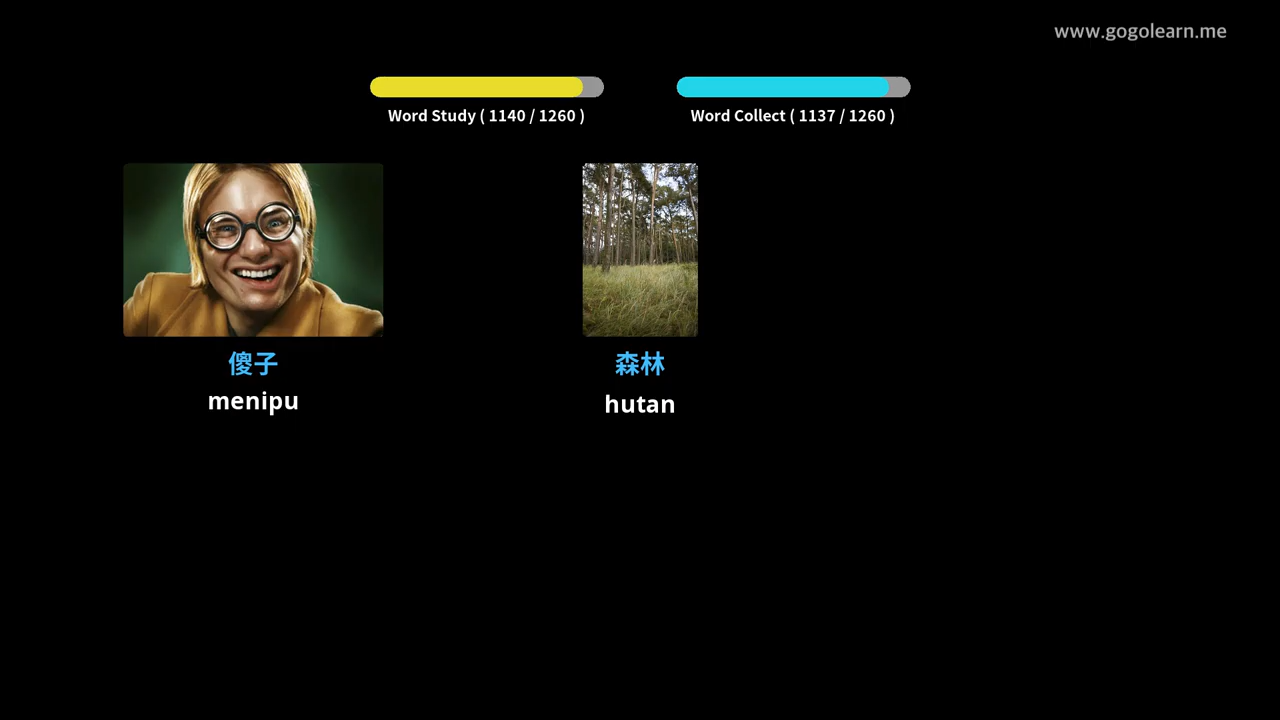 www.gogolearn.me
Word Study ( 1140 / 1260 )
Word Collect ( 1137 / 1260 )
傻子
menipu
森林
hutan